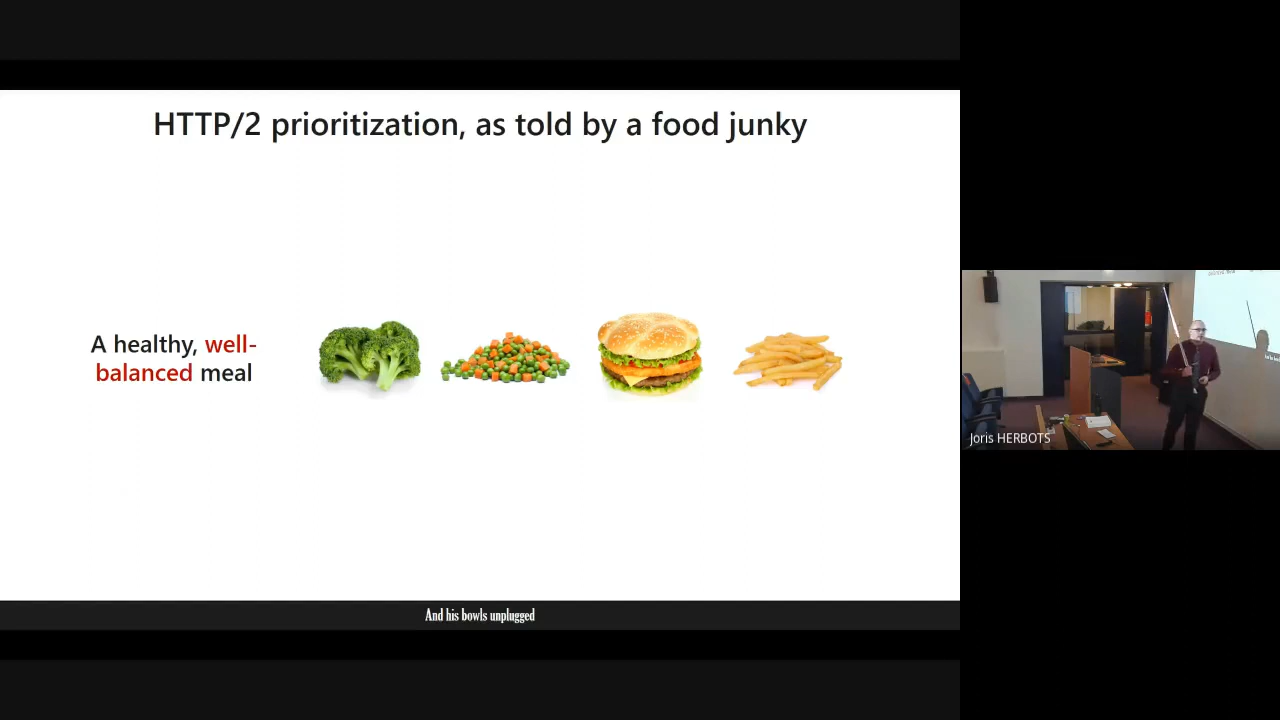 HTTP/2 prioritization, as told by a food junky
A healthy, well-
balanced meal
And his bowls unplugged
Joris HERBOTS